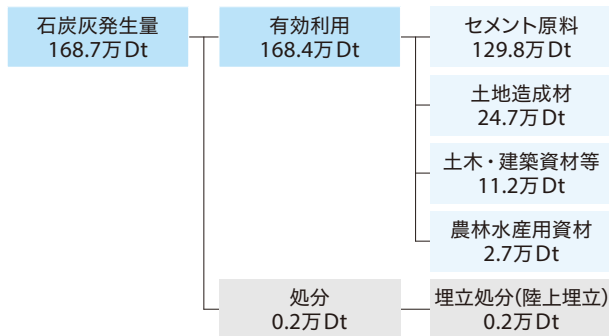 石炭灰発生量
168.7万Dt
有効利用
168.4万Dt
セメント原料
129.8万Dt
土地造成材
24.7万Dt
土木・建築資材等
11.2万Dt
農林水産用資材
2.7万Dt
処分
0.2万Dt
埋立処分(陸上埋立)
0.2万Dt